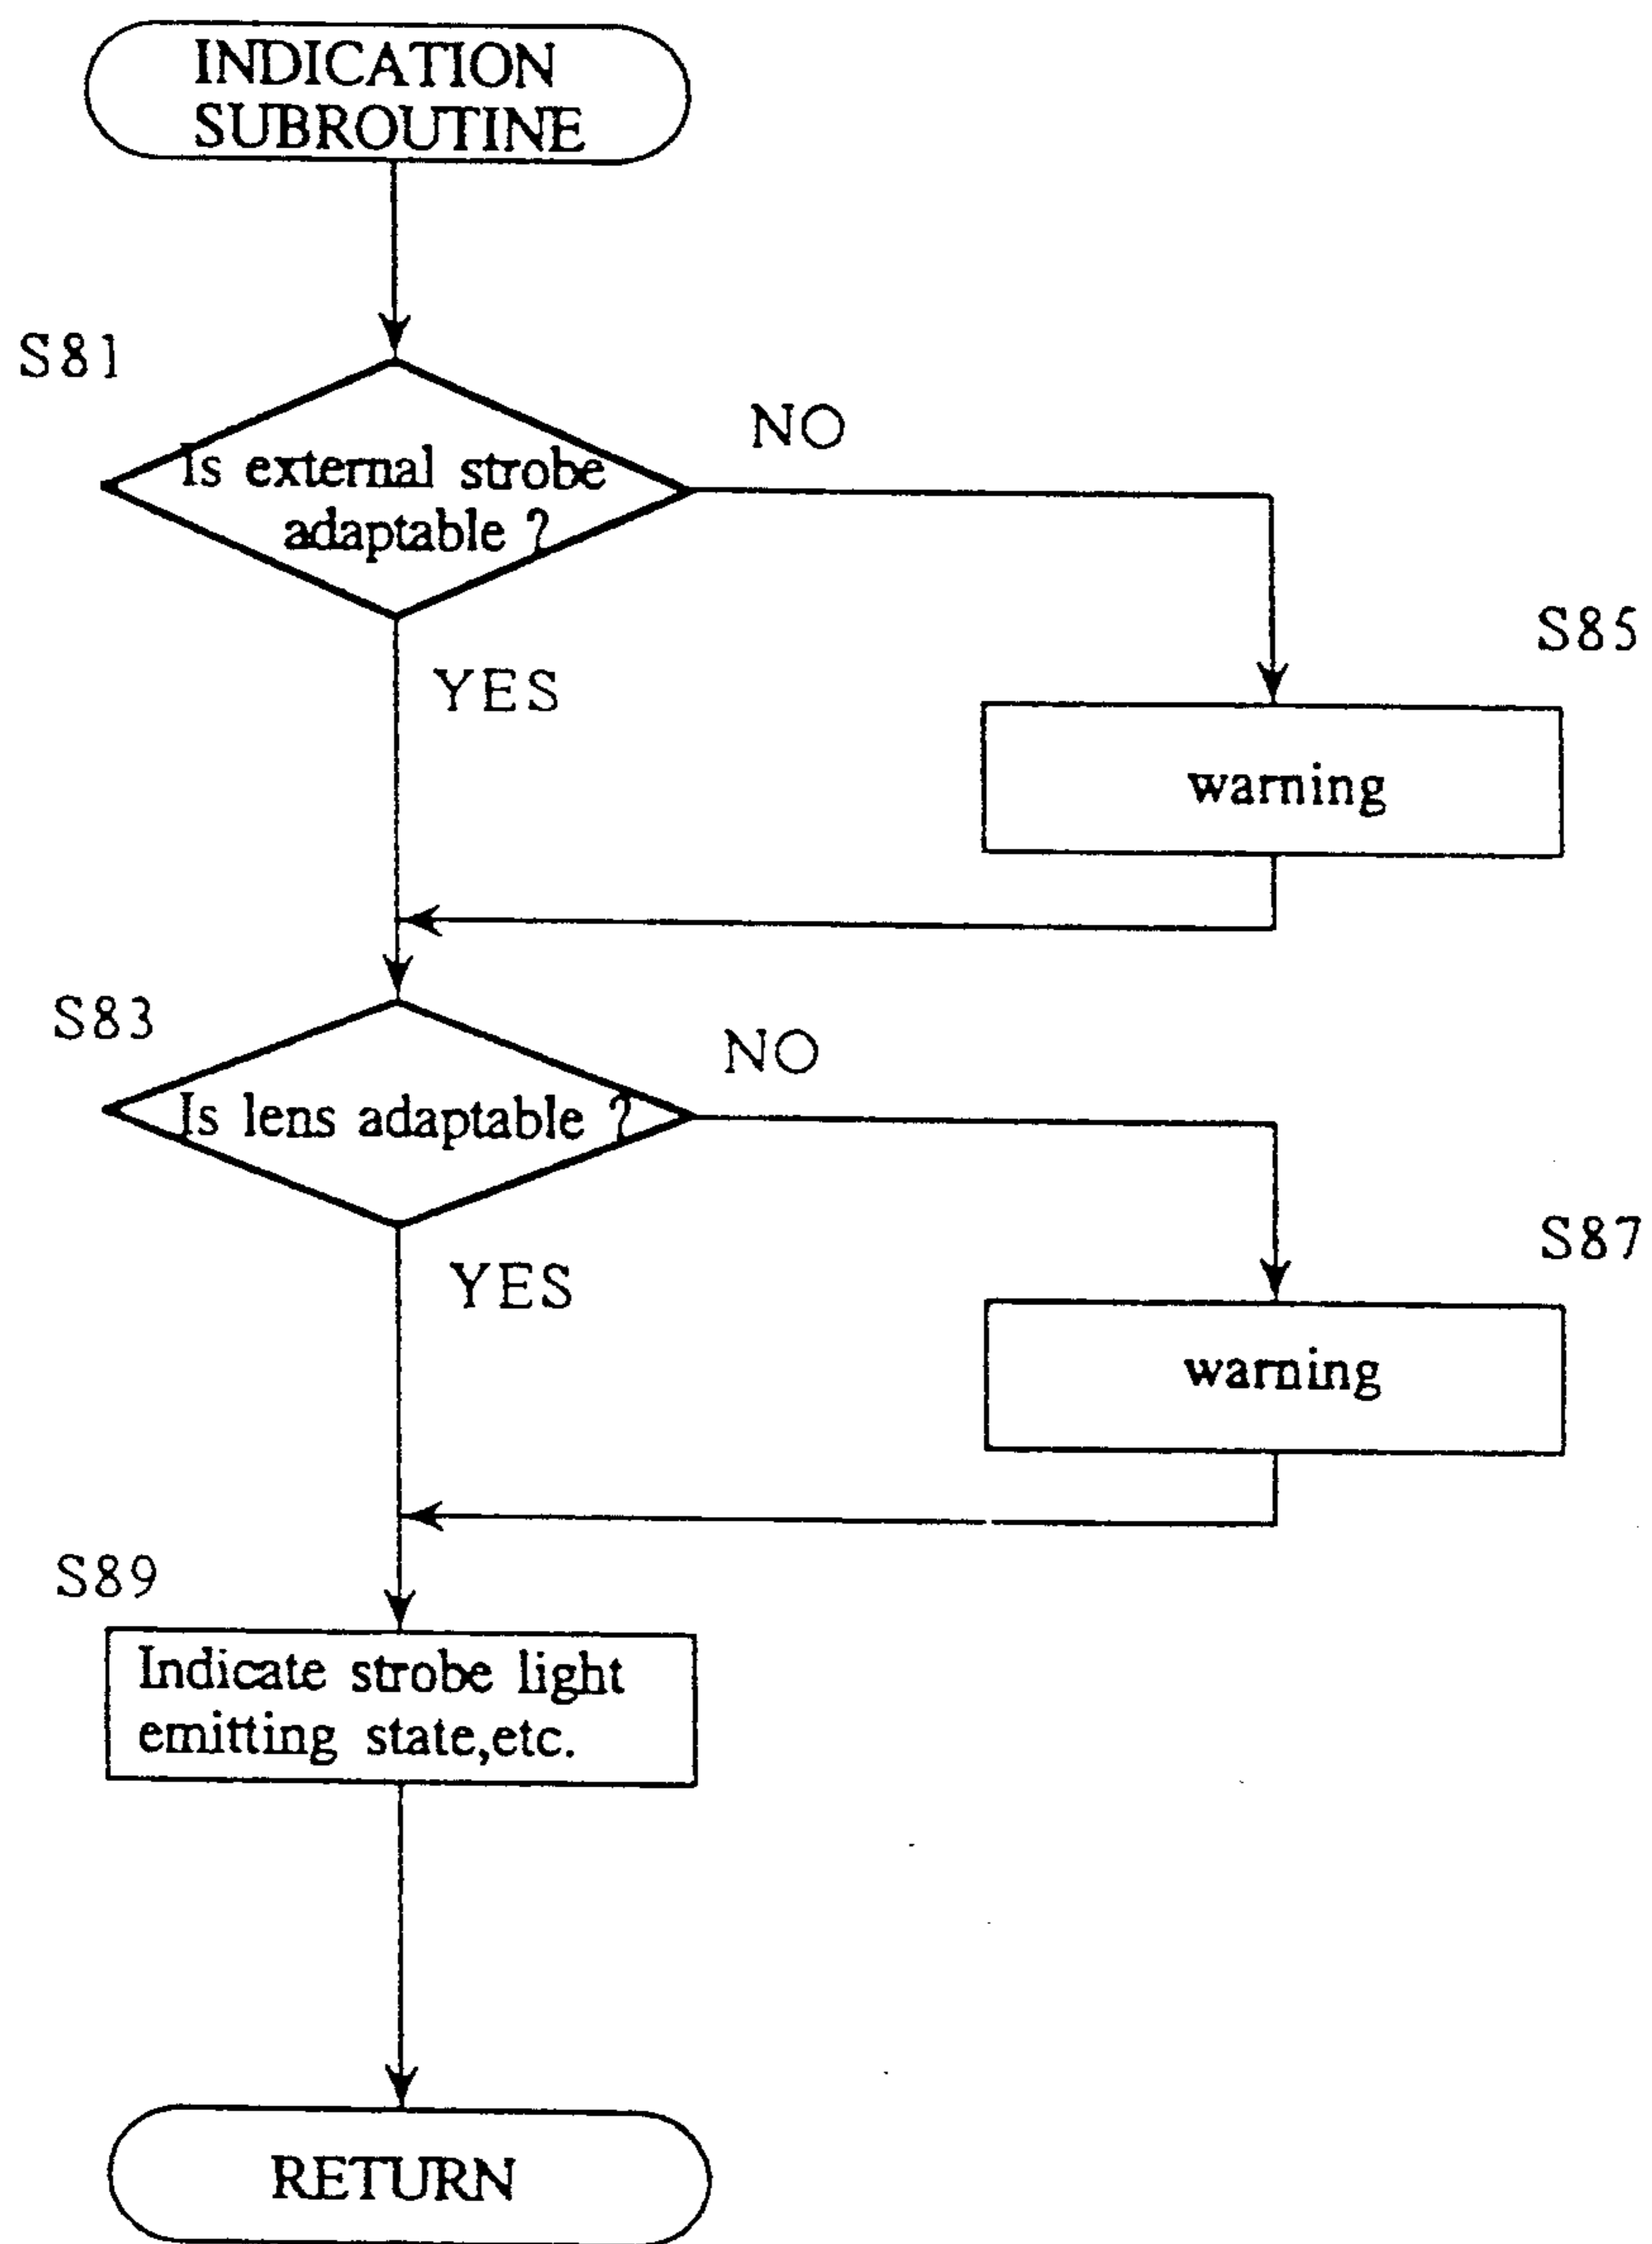 INDICATION
SUBROUTINE
S81
Is external strobe
adaptable ?
NO
YES
S85
warning
S83
Is lens adaptable ?
NO
YES
S87
warning
S89
Indicate strobe light
emitting state,etc.
RETURN